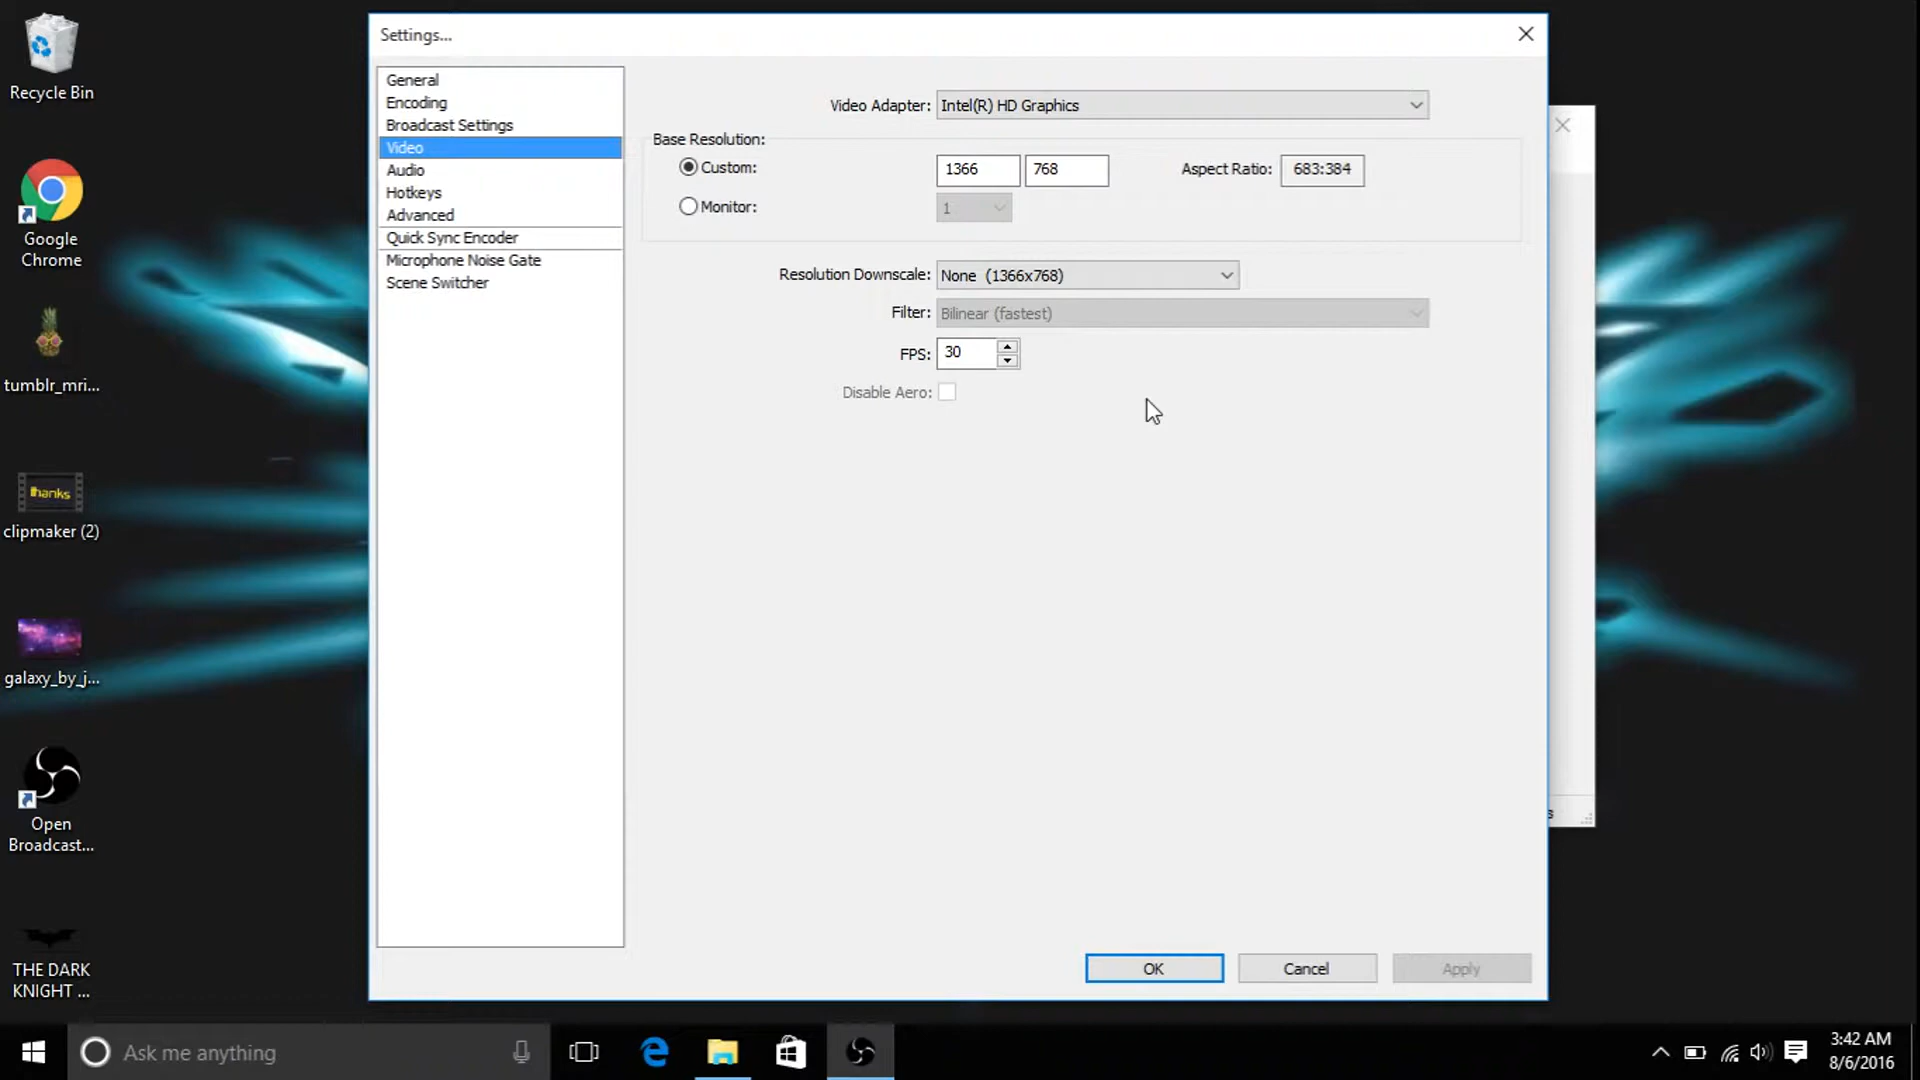 Settings...
General
Encoding
Broadcast Settings
Video
Audio
Hotkeys
Advanced
Quick Sync Encoder
Microphone Noise Gate
Scene Switcher
Video Adapter: Intel(R) HD Graphics
Base Resolution:
Custom: 1366 768 Aspect Ratio: 683:384
Monitor: 1
Resolution Downscale: None (1366x768)
Filter: Bilinear (fastest)
FPS: 30
Disable Aero:
OK Cancel Apply
s
Recycle Bin
Google
Chrome
tumblr_mri...
thanks
clipmaker (2)
galaxy_by_j...
Open
Broadcast...
THE DARK
KNIGHT ...
Ask me anything
3:42 AM
8/6/2016